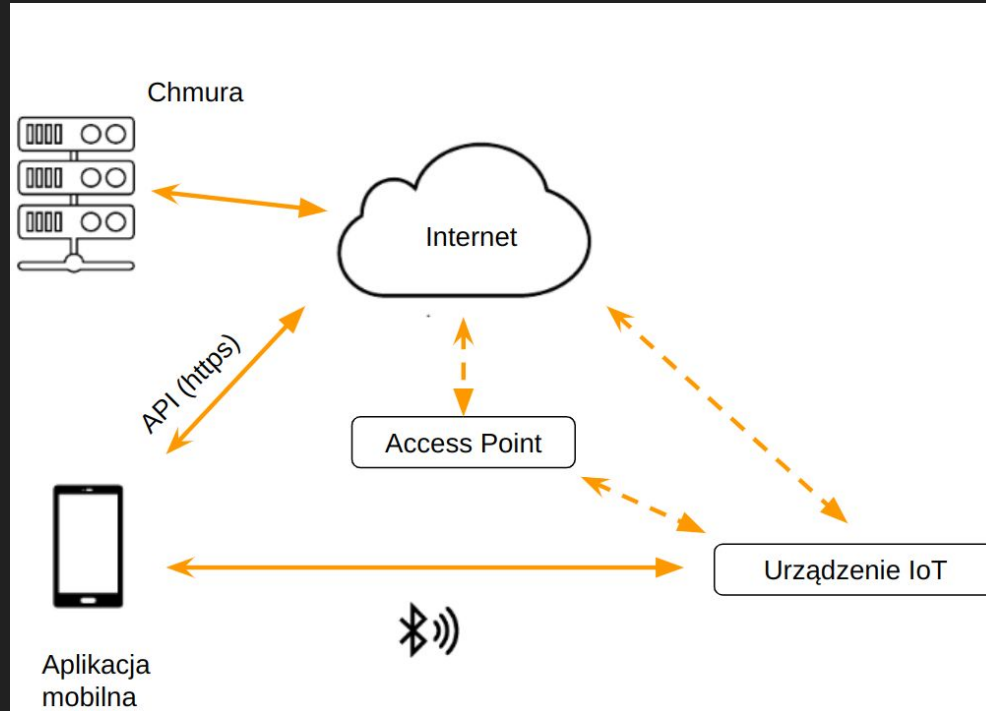 Chmura
Internet
API (https)
Access Point
Urządzenie IoT
Aplikacja
mobilna